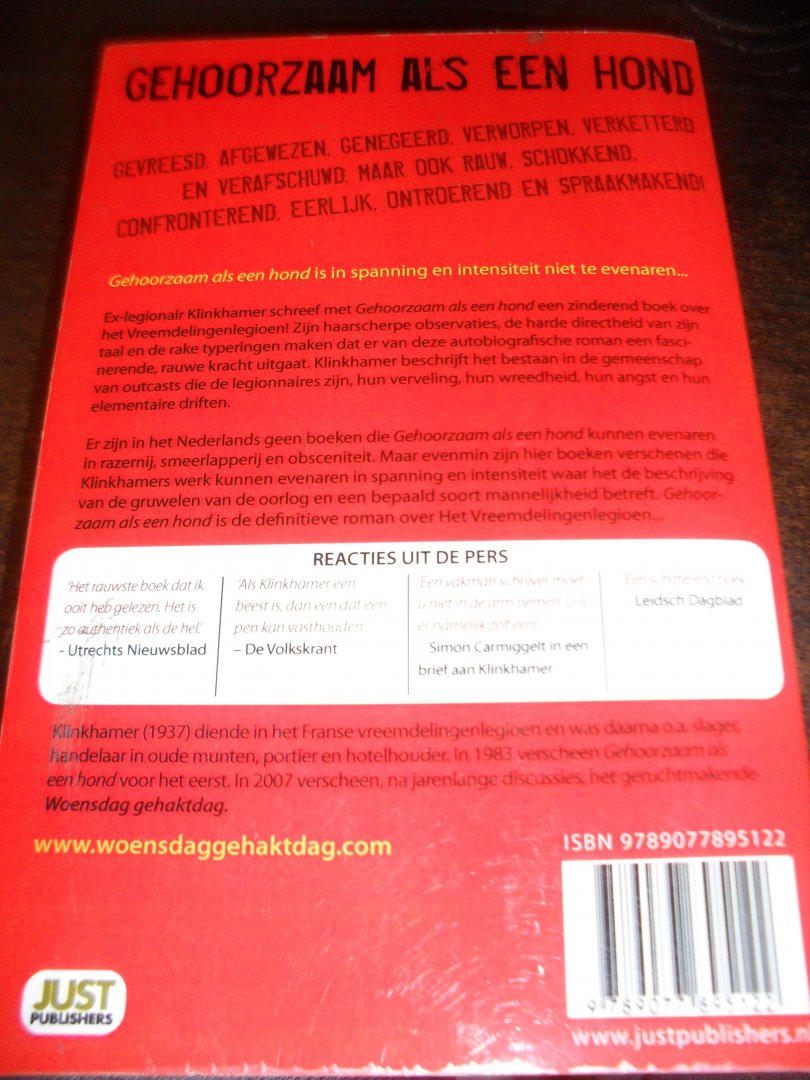 GEHOORZAAM ALS EEN HOND
GEVREESD, AFGEWEZEN, GENEGEERD, VERWORPEN, VERKETTERD
EN VERAFSCHUWD. MAAR OOK RAUW, SCHOKKEND,
CONFRONTEREND, EERLIJK, ONTROEREND EN SPRAAKMAKEND!
Gehoorzaam als een hond is in spanning en intensiteit niet te evenaren...
Ex-legionair Klinkhamer schreef met Gehoorzaam als een hond een zinderend boek over
het Vreemdelingenlegioen! Zijn haarscherpe observaties, de harde directheid van zijn
taal en de rake typeringen maken dat er van deze autobiografische roman een fasci-
nerende, rauwe kracht uitgaat. Klinkhamer beschrijft het bestaan in de gemeenschap
van outcasts die de legionnaires zijn, hun verveling, hun wreedheid, hun angst en hun
elementaire driften.
Er zijn in het Nederlands geen boeken die Gehoorzaam als een hond kunnen evenaren
in razernij, smeerlapperij en obsceniteit. Maar evenmin zijn hier boeken verschenen die
Klinkhamers werk kunnen evenaren in spanning en intensiteit waar het de beschrijving
van de gruwelen van de oorlog en een bepaald soort mannelijkheid betreft. Gehoor-
zaam als een hond is de definitieve roman over Het Vreemdelingenlegioen...
REACTIES UIT DE PERS
'Het rauwste boek dat ik
ooit heb gelezen. Het is
zo authentiek als de hel.'
- Utrechts Nieuwsblad
'Als Klinkhamer een
beest is, dan een dat een
pen kan vasthouden
– De Volkskrant
'Een vakman schrijver moet
u niet in de arm nemen. U is
er namelijk zelf een!'
Simon Carmiggelt in een
brief aan Klinkhamer
'Een schitterend boek
- Leidsch Dagblad
Klinkhamer (1937) diende in het Franse vreemdelingenlegioen en was daarna o.a. slager,
handelaar in oude munten, portier en hotelhouder. In 1983 verscheen Gehoorzaam als
een hond voor het eerst. In 2007 verscheen, na jarenlange discussies, het geruchtmakende
Woensdag gehaktdag.
www.woensdaggehaktdag.com
ISBN 9789077895122
9 789077 895122
JUST
PUBLISHERS
www.justpublishers.n